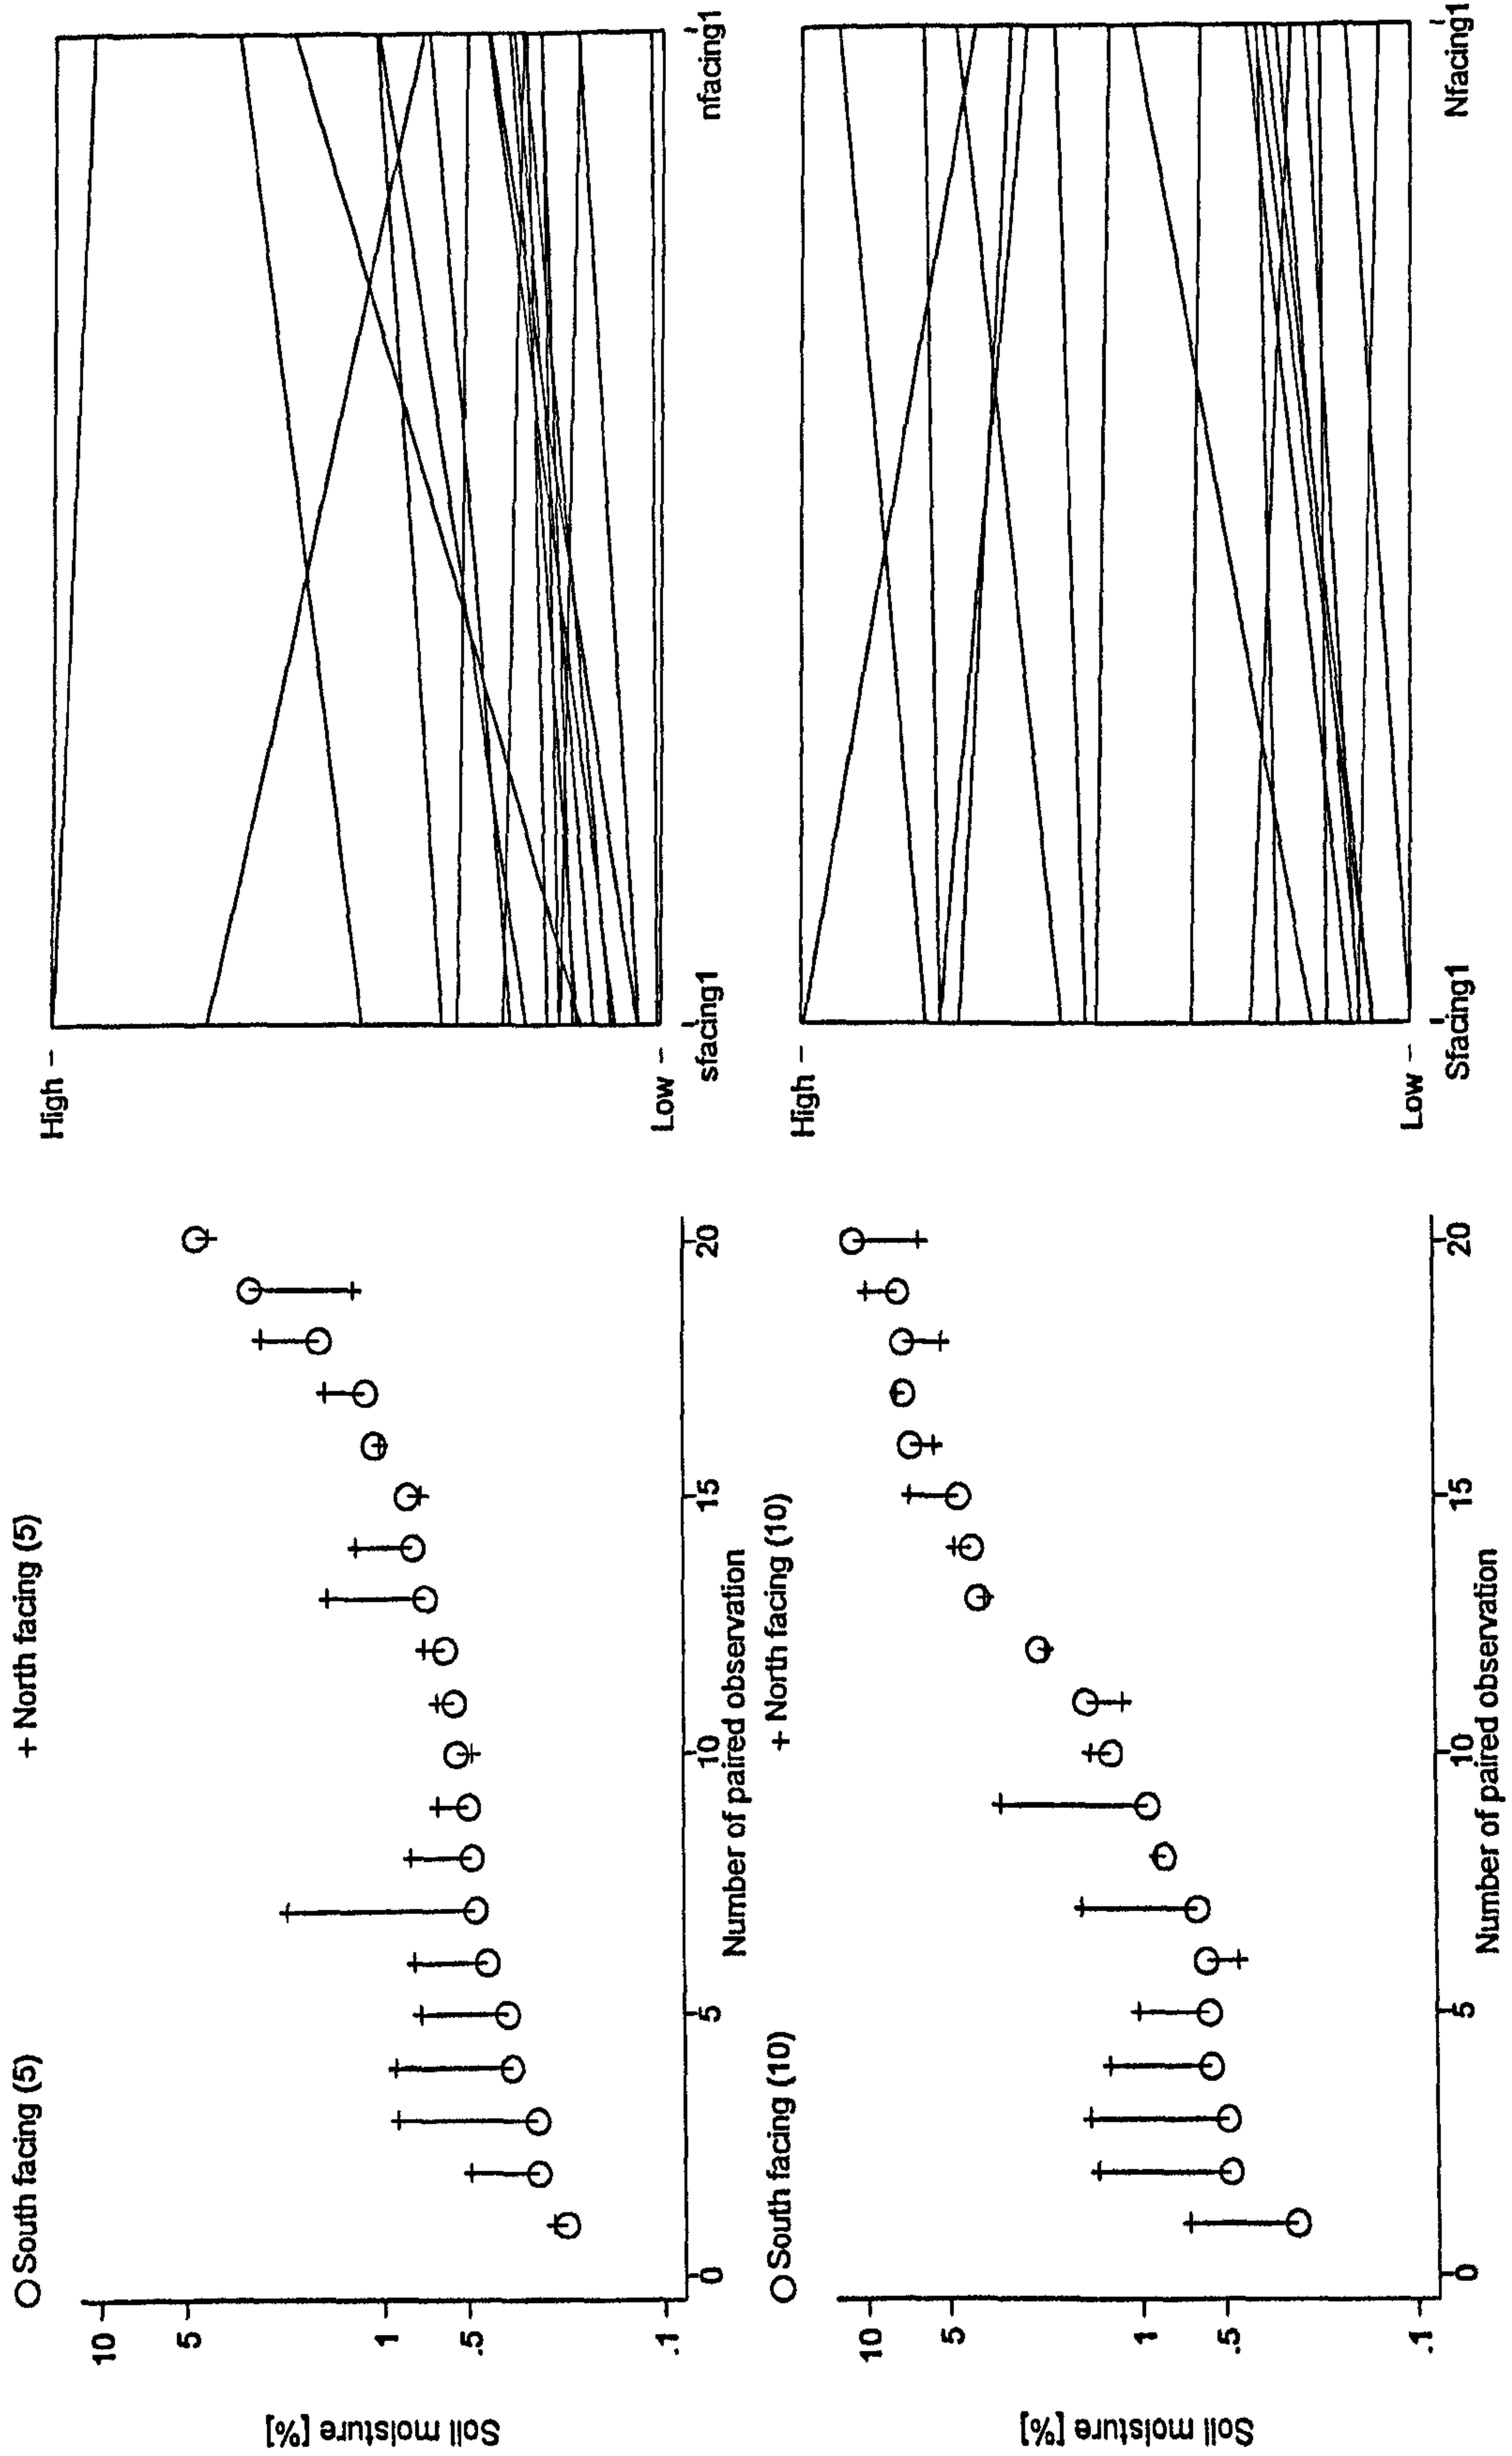 ○ South facing (5) + North facing (5)
Soil moisture [%]
10
5
1
.5
.1
0 5 10 15 20
Number of paired observation
High
Low
sfacing1 nfacing1
○ South facing (10) + North facing (10)
Soil moisture [%]
10
5
1
.5
.1
0 5 10 15 20
Number of paired observation
High
Low
Sfacing1 Nfacing1